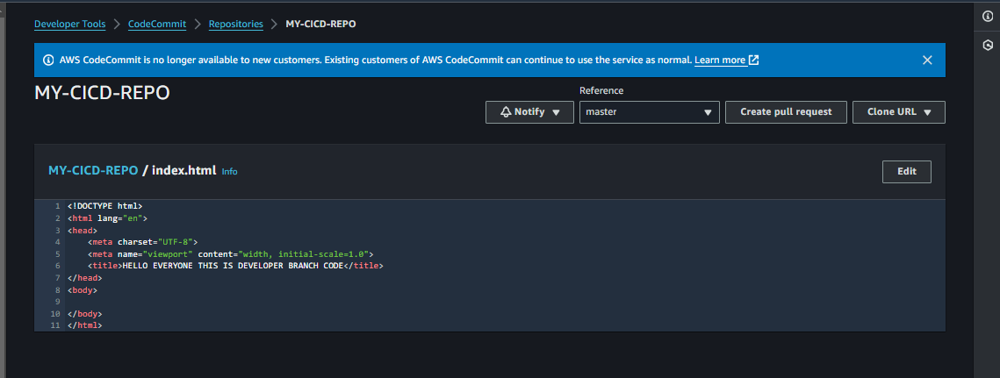 Developer Tools > CodeCommit > Repositories > MY-CICD-REPO
AWS CodeCommit is no longer available to new customers. Existing customers of AWS CodeCommit can continue to use the service as normal. Learn more
MY-CICD-REPO
Reference
Notify
master
Create pull request
Clone URL
MY-CICD-REPO / index.html Info
Edit
1 <!DOCTYPE html>
2 <html lang="en">
3 <head>
4     <meta charset="UTF-8">
5     <meta name="viewport" content="width, initial-scale=1.0">
6     <title>HELLO EVERYONE THIS IS DEVELOPER BRANCH CODE</title>
7 </head>
8 <body>
9
10 </body>
11 </html>